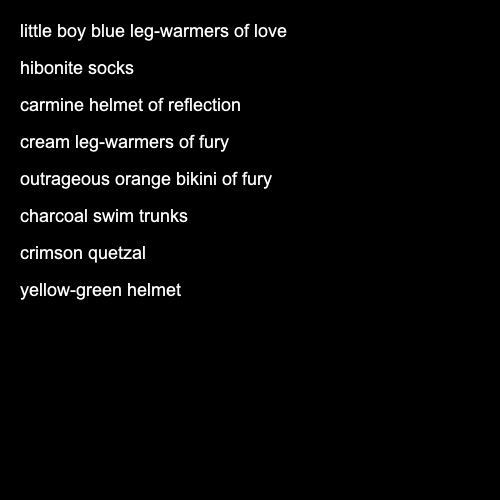 little boy blue leg-warmers of love
hibonite socks
carmine helmet of reflection
cream leg-warmers of fury
outrageous orange bikini of fury
charcoal swim trunks
crimson quetzal
yellow-green helmet